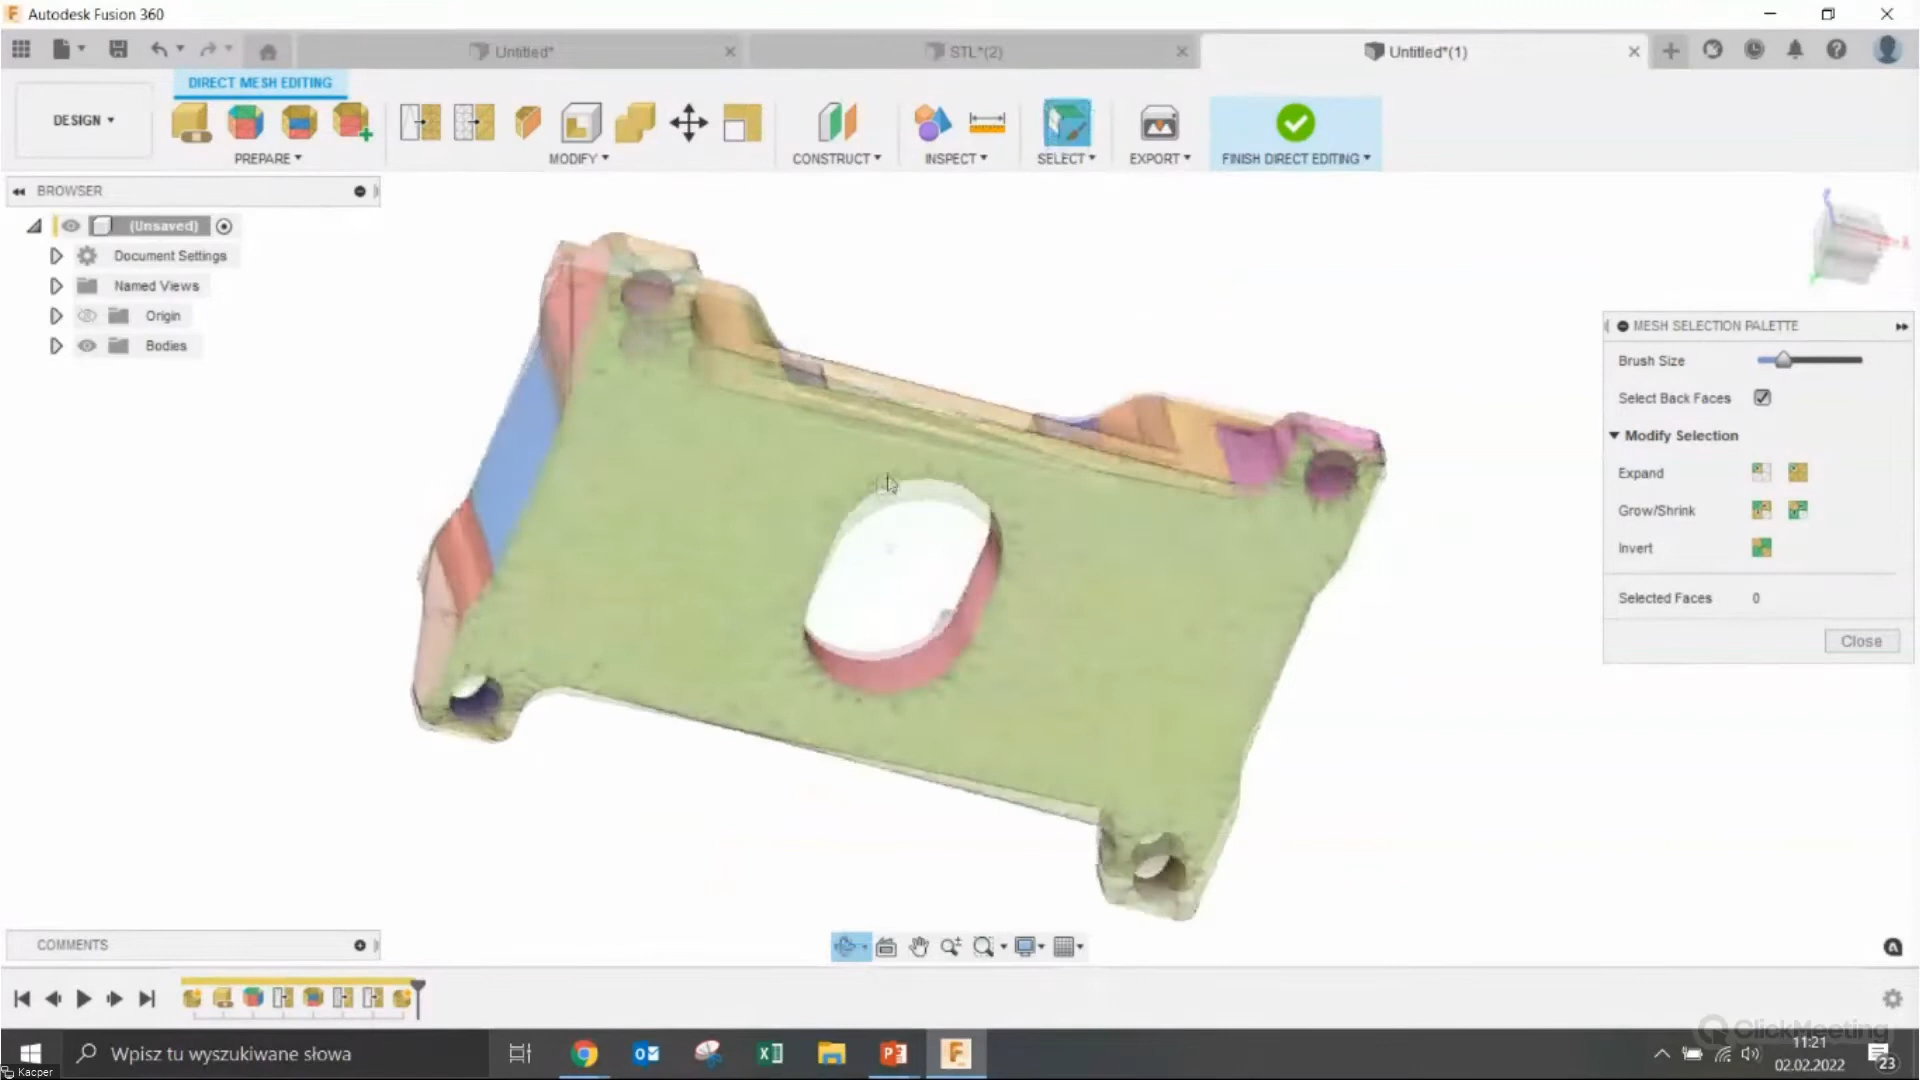 Autodesk Fusion 360
Untitled*
STL*(2)
Untitled*(1)
DIRECT MESH EDITING
DESIGN
PREPARE
MODIFY
CONSTRUCT
INSPECT
SELECT
EXPORT
FINISH DIRECT EDITING
BROWSER
(Unsaved)
Document Settings
Named Views
Origin
Bodies
MESH SELECTION PALETTE
Brush Size
Select Back Faces
Modify Selection
Expand
Grow/Shrink
Invert
Selected Faces 0
Close
COMMENTS
ClickMeeting
Wpisz tu wyszukiwane słowa
11:21
02.02.2022
23
Kacper